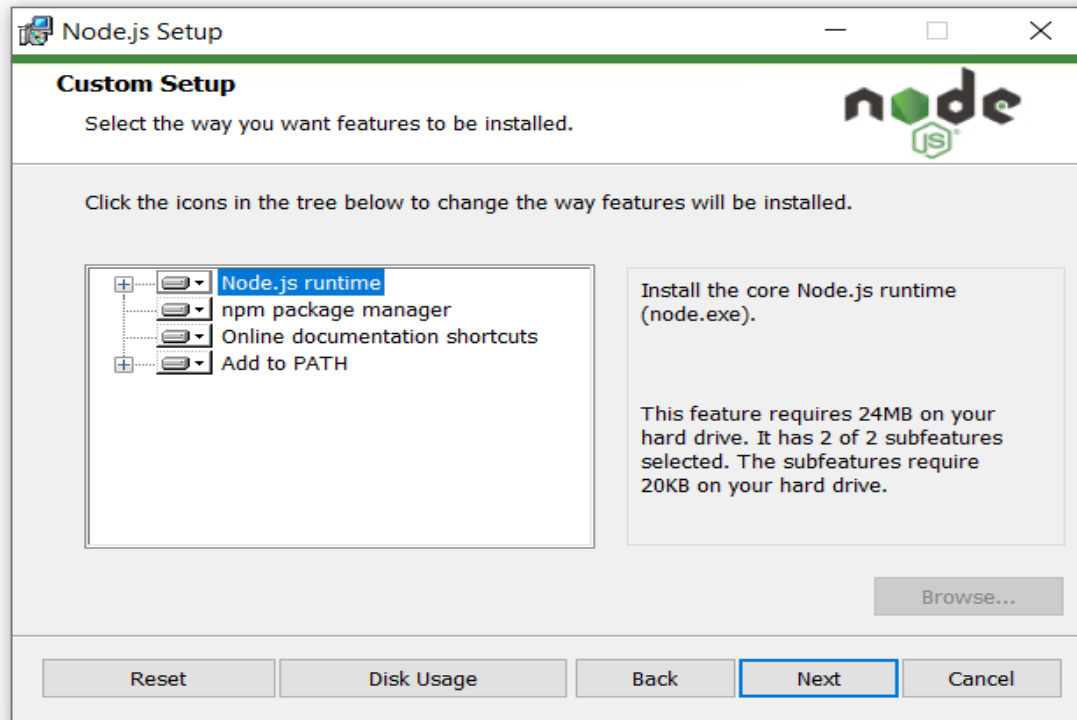 Node.js Setup
Custom Setup
Select the way you want features to be installed.
node
JS
Click the icons in the tree below to change the way features will be installed.
Node.js runtime
npm package manager
Online documentation shortcuts
Add to PATH
Install the core Node.js runtime
(node.exe).
This feature requires 24MB on your
hard drive. It has 2 of 2 subfeatures
selected. The subfeatures require
20KB on your hard drive.
Browse...
Reset
Disk Usage
Back
Next
Cancel